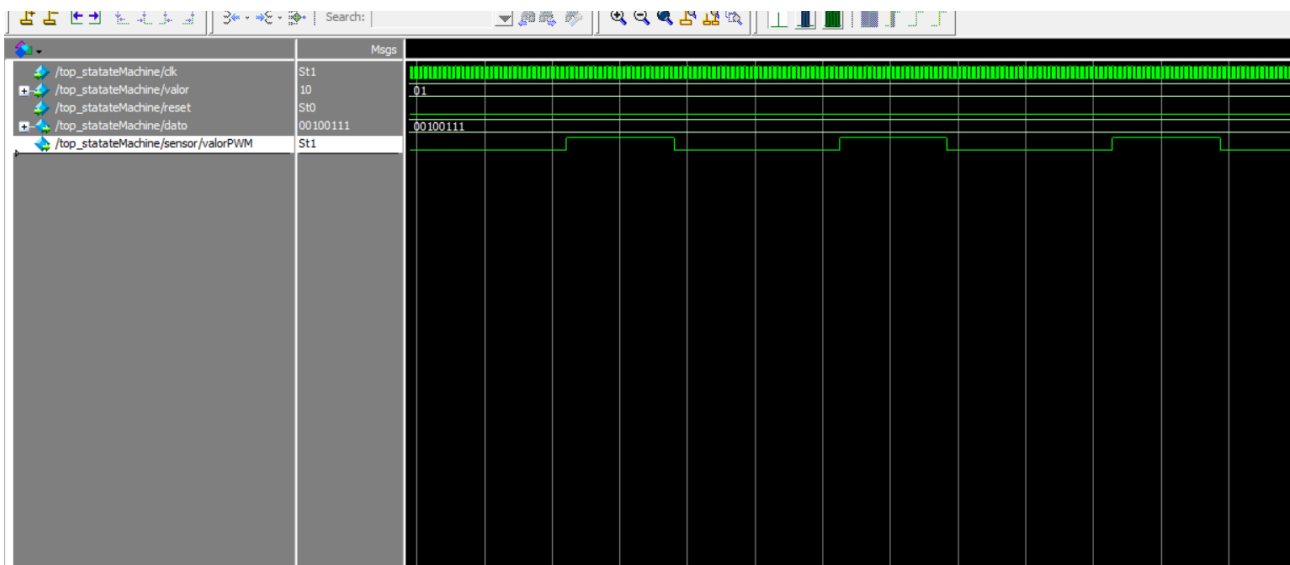 Search:
Msgs
/top_statateMachine/clk St1
/top_statateMachine/valor 10 01
/top_statateMachine/reset St0
/top_statateMachine/dato 00100111 00100111
/top_statateMachine/sensor/valorPWM St1